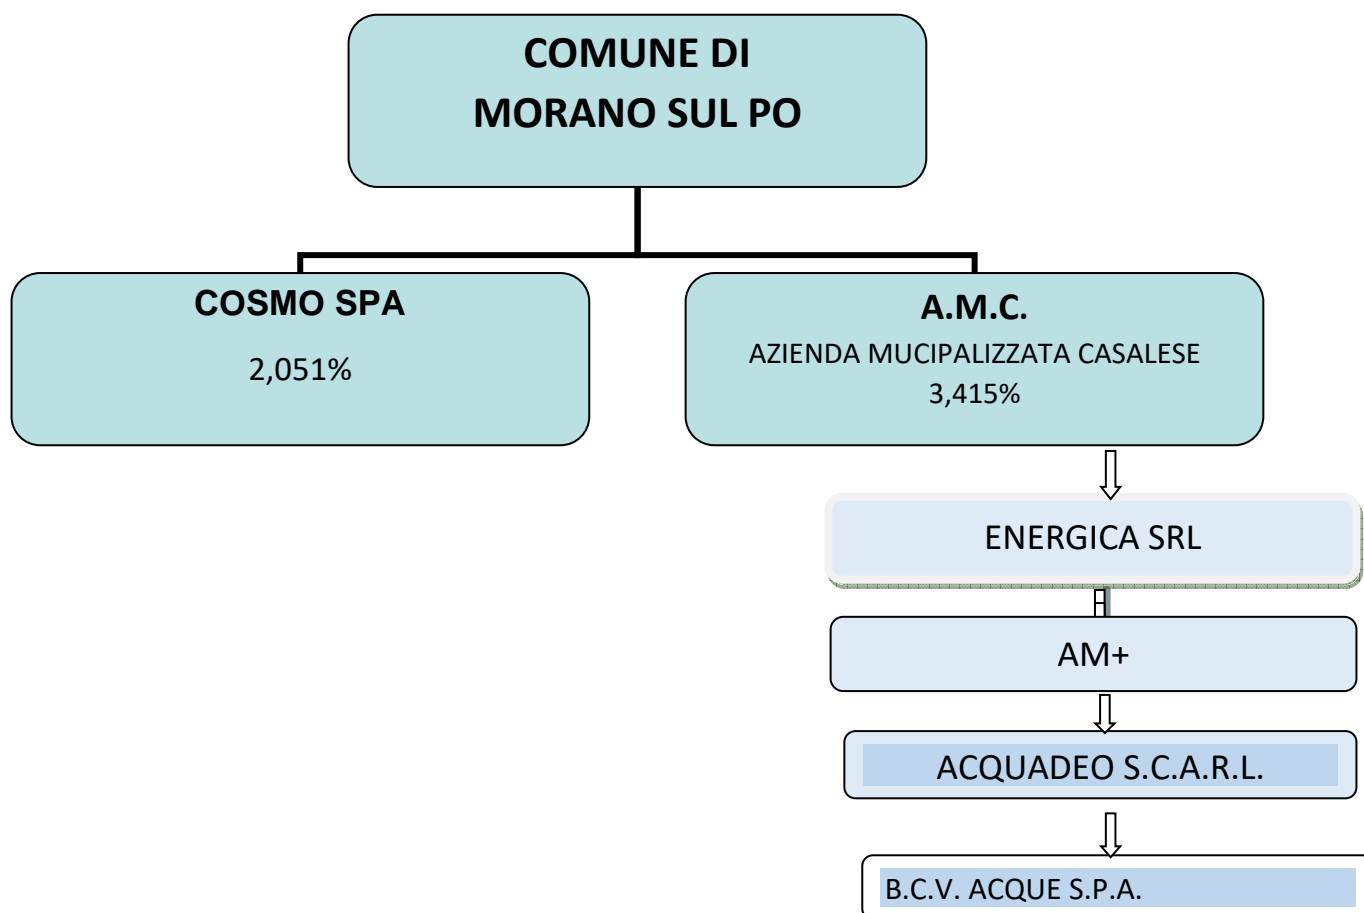 COMUNE DI
MORANO SUL PO
COSMO SPA
2,051%
A.M.C.
AZIENDA MUCIPALIZZATA CASALESE
3,415%
ENERGICA SRL
AM+
ACQUADEO S.C.A.R.L.
B.C.V. ACQUE S.P.A.